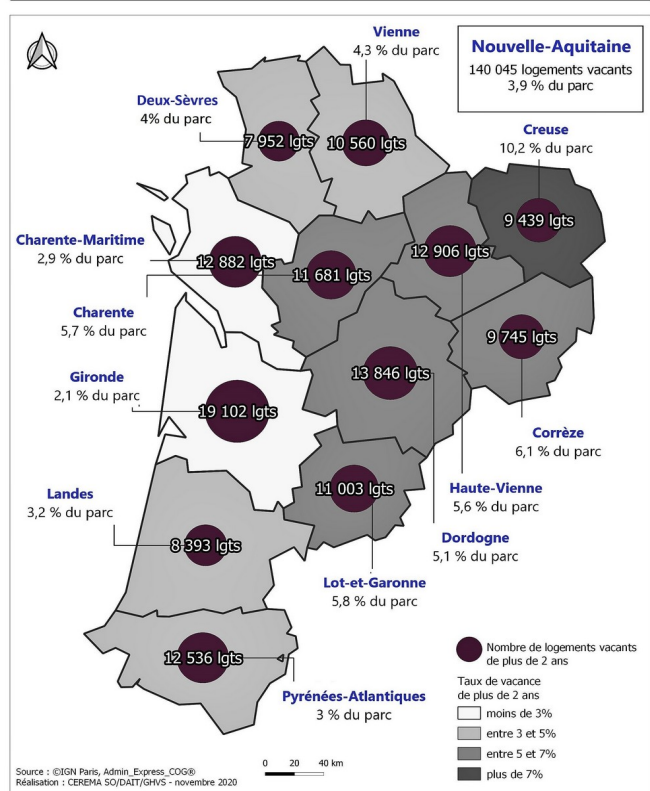 Vienne
4,3 % du parc
Nouvelle-Aquitaine
140 045 logements vacants
3,9 % du parc
Deux-Sèvres
4% du parc
Creuse
10,2 % du parc
7 952 lgts
10 560 lgts
9 439 lgts
Charente-Maritime
2,9 % du parc
12 882 lgts
11 681 lgts
12 906 lgts
Charente
5,7 % du parc
9 745 lgts
Gironde
2,1 % du parc
13 846 lgts
19 102 lgts
Corrèze
6,1 % du parc
11 003 lgts
Haute-Vienne
5,6 % du parc
Landes
3,2 % du parc
8 393 lgts
Dordogne
5,1 % du parc
Lot-et-Garonne
5,8 % du parc
12 536 lgts
Pyrénées-Atlantiques
3 % du parc
Nombre de logements vacants
de plus de 2 ans
Taux de vacance
de plus de 2 ans
moins de 3%
entre 3 et 5%
entre 5 et 7%
plus de 7%
0 20 40 km
Source : ©IGN Paris, Admin_Express_COG®
Réalisation : CEREMA SO/DAIT/GHVS - novembre 2020